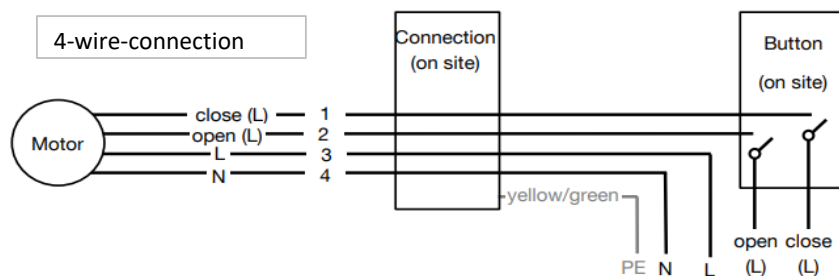 4-wire-connection
Connection
(on site)
Button
(on site)
Motor
close (L) 1
open (L) 2
L 3
N 4
yellow/green
PE N L
open close
(L) (L)